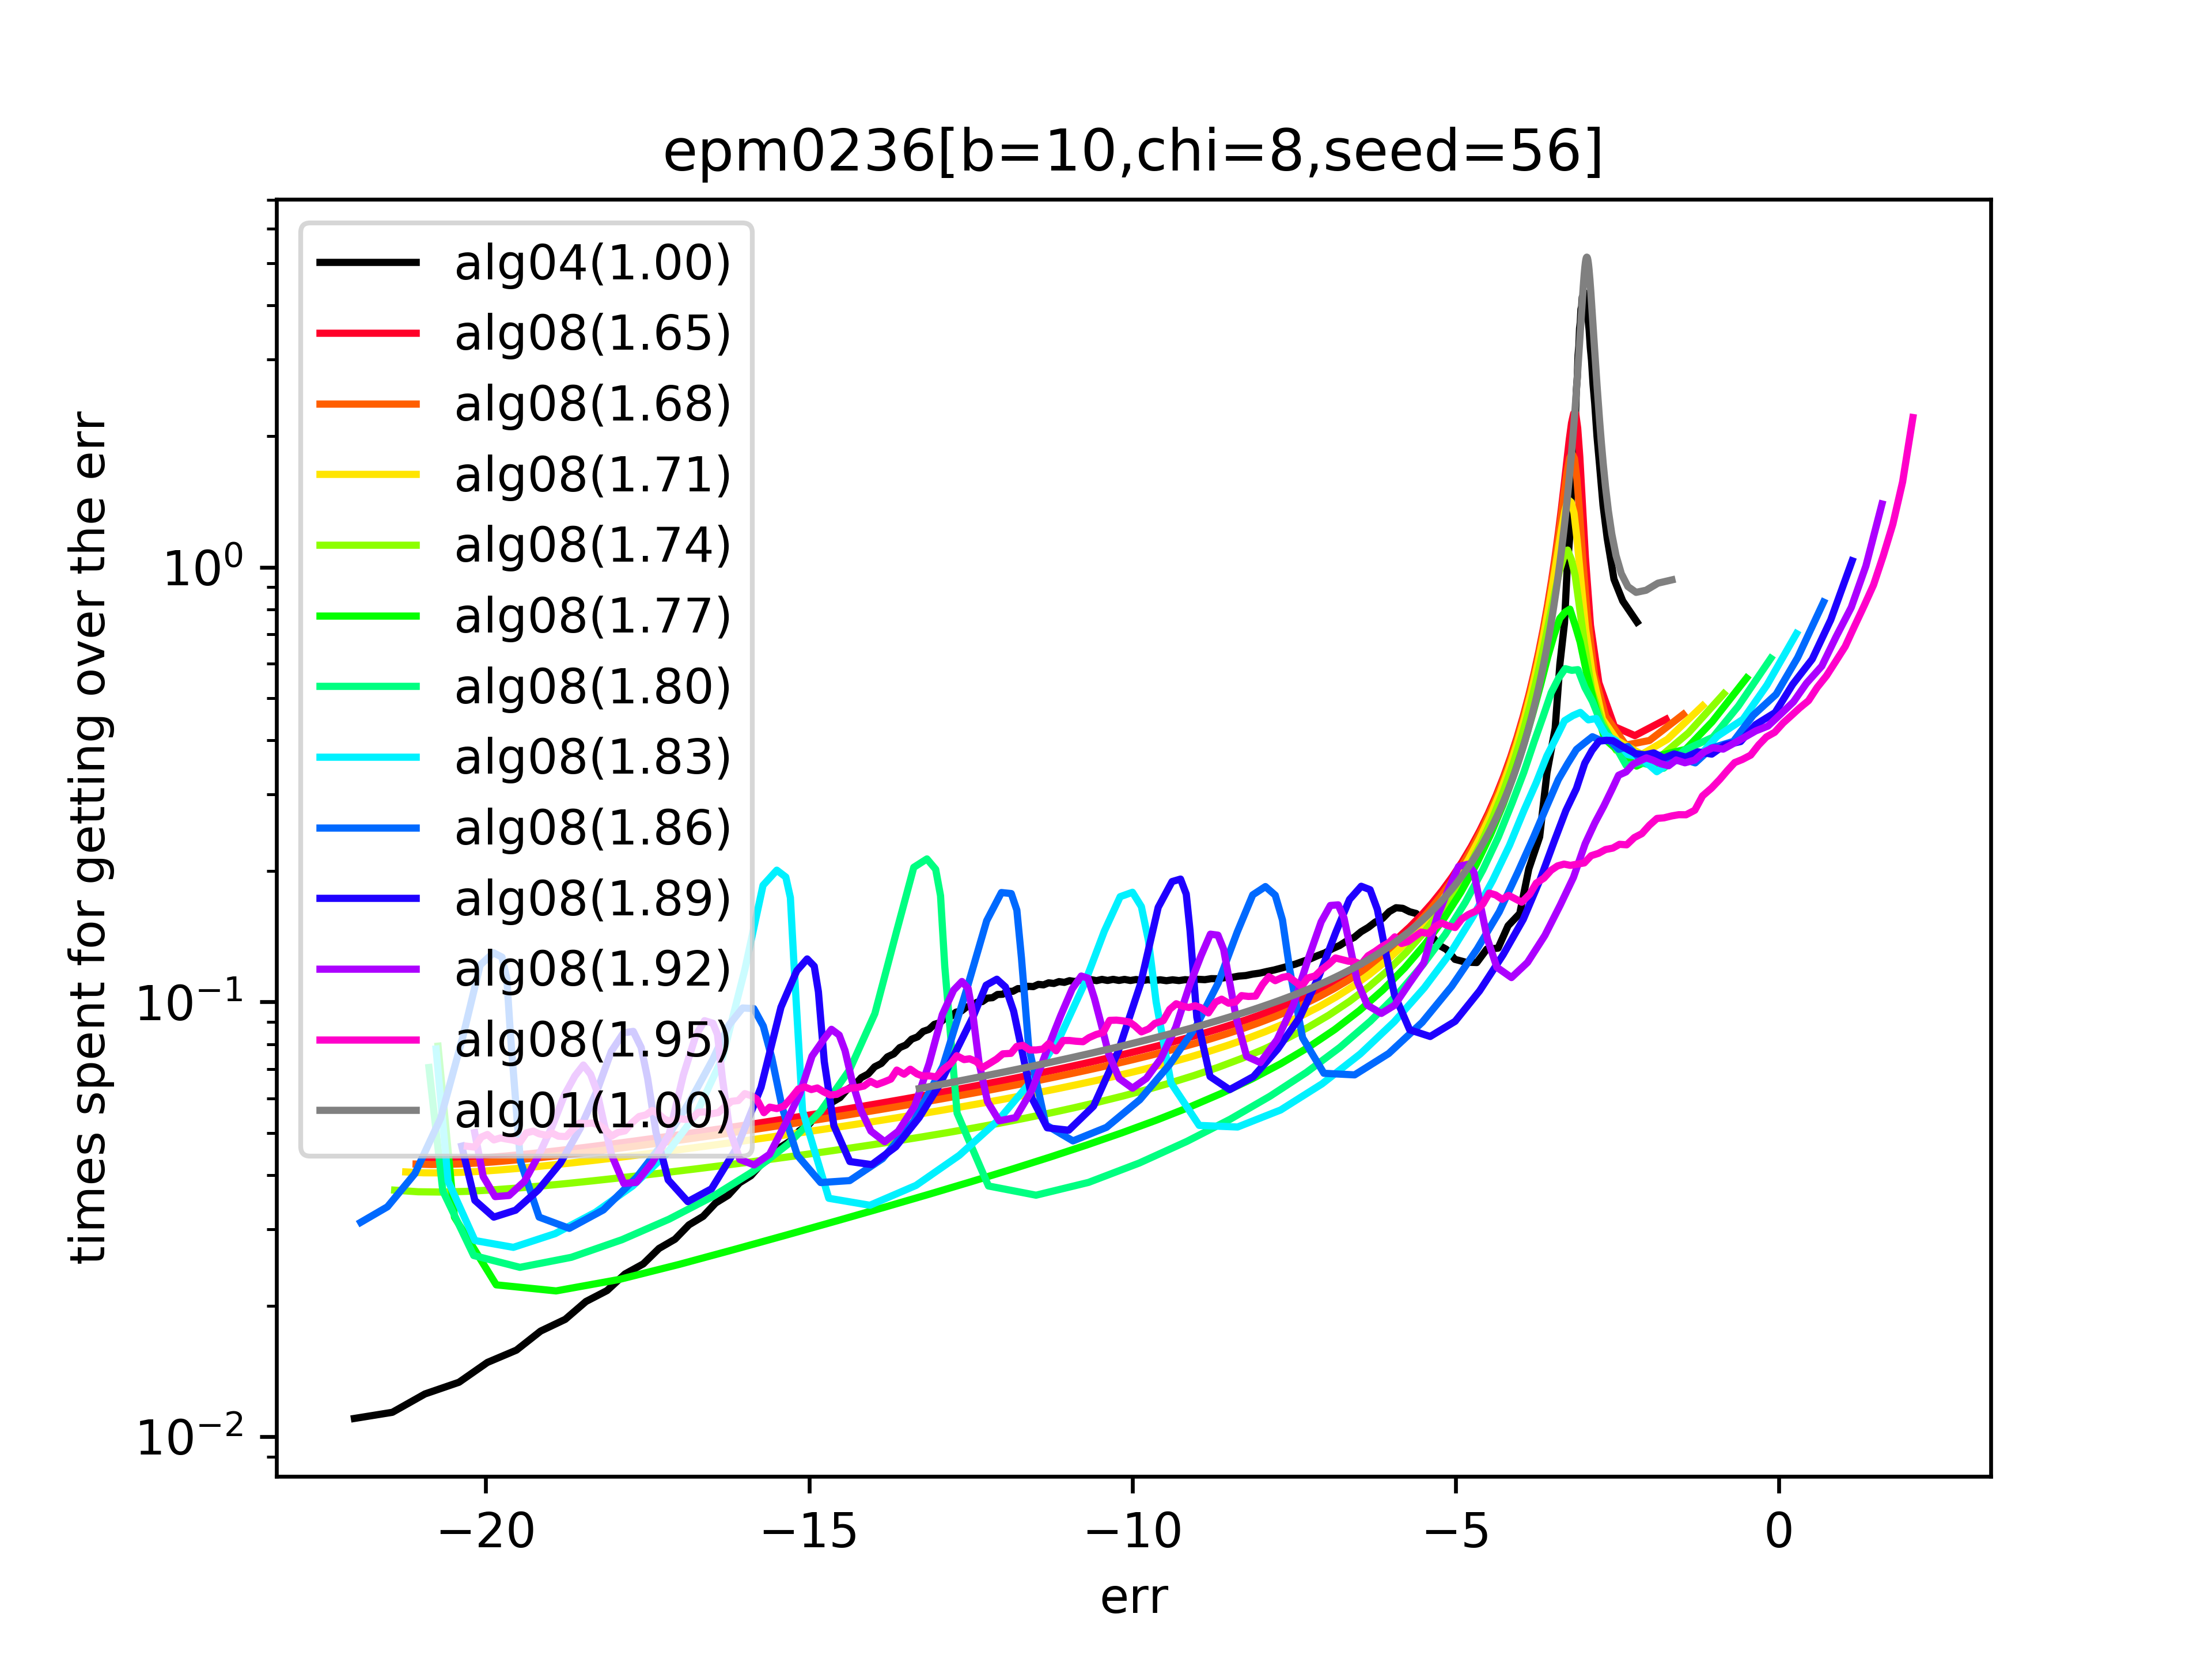 epm0236[b=10,chi=8,seed=56]
alg04(1.00)
alg08(1.65)
alg08(1.68)
alg08(1.71)
alg08(1.74)
alg08(1.77)
alg08(1.80)
alg08(1.83)
alg08(1.86)
alg08(1.89)
alg08(1.92)
alg08(1.95)
alg01(1.00)
times spent for getting over the err
10⁰
10⁻¹
10⁻²
−20 −15 −10 −5 0
err